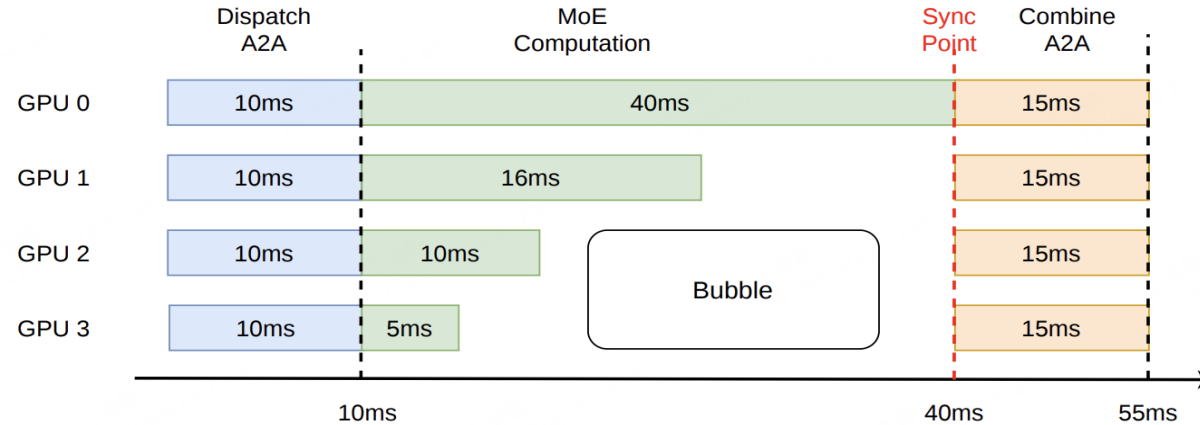 Dispatch
A2A
MoE
Computation
Sync
Point
Combine
A2A
GPU 0
10ms
40ms
15ms
GPU 1
10ms
16ms
15ms
GPU 2
10ms
10ms
15ms
Bubble
GPU 3
10ms
5ms
15ms
10ms
40ms
55ms